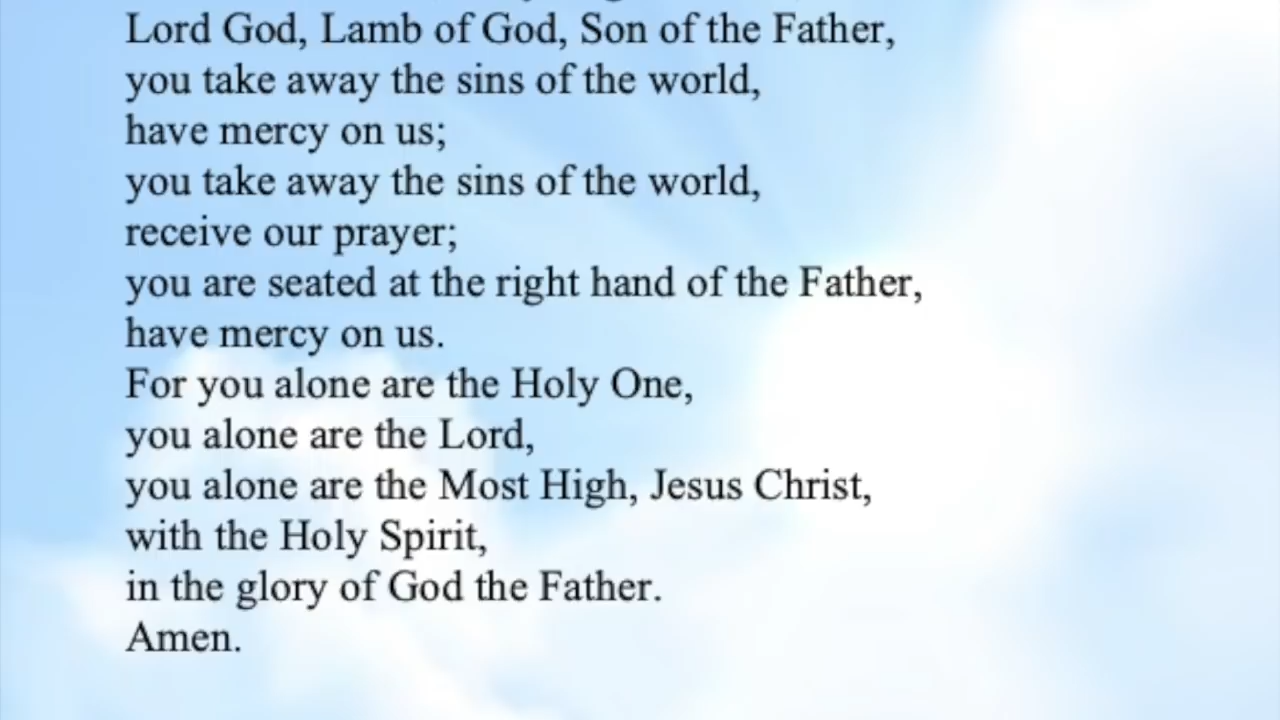 Lord God, Lamb of God, Son of the Father,
you take away the sins of the world,
have mercy on us;
you take away the sins of the world,
receive our prayer;
you are seated at the right hand of the Father,
have mercy on us.
For you alone are the Holy One,
you alone are the Lord,
you alone are the Most High, Jesus Christ,
with the Holy Spirit,
in the glory of God the Father.
Amen.